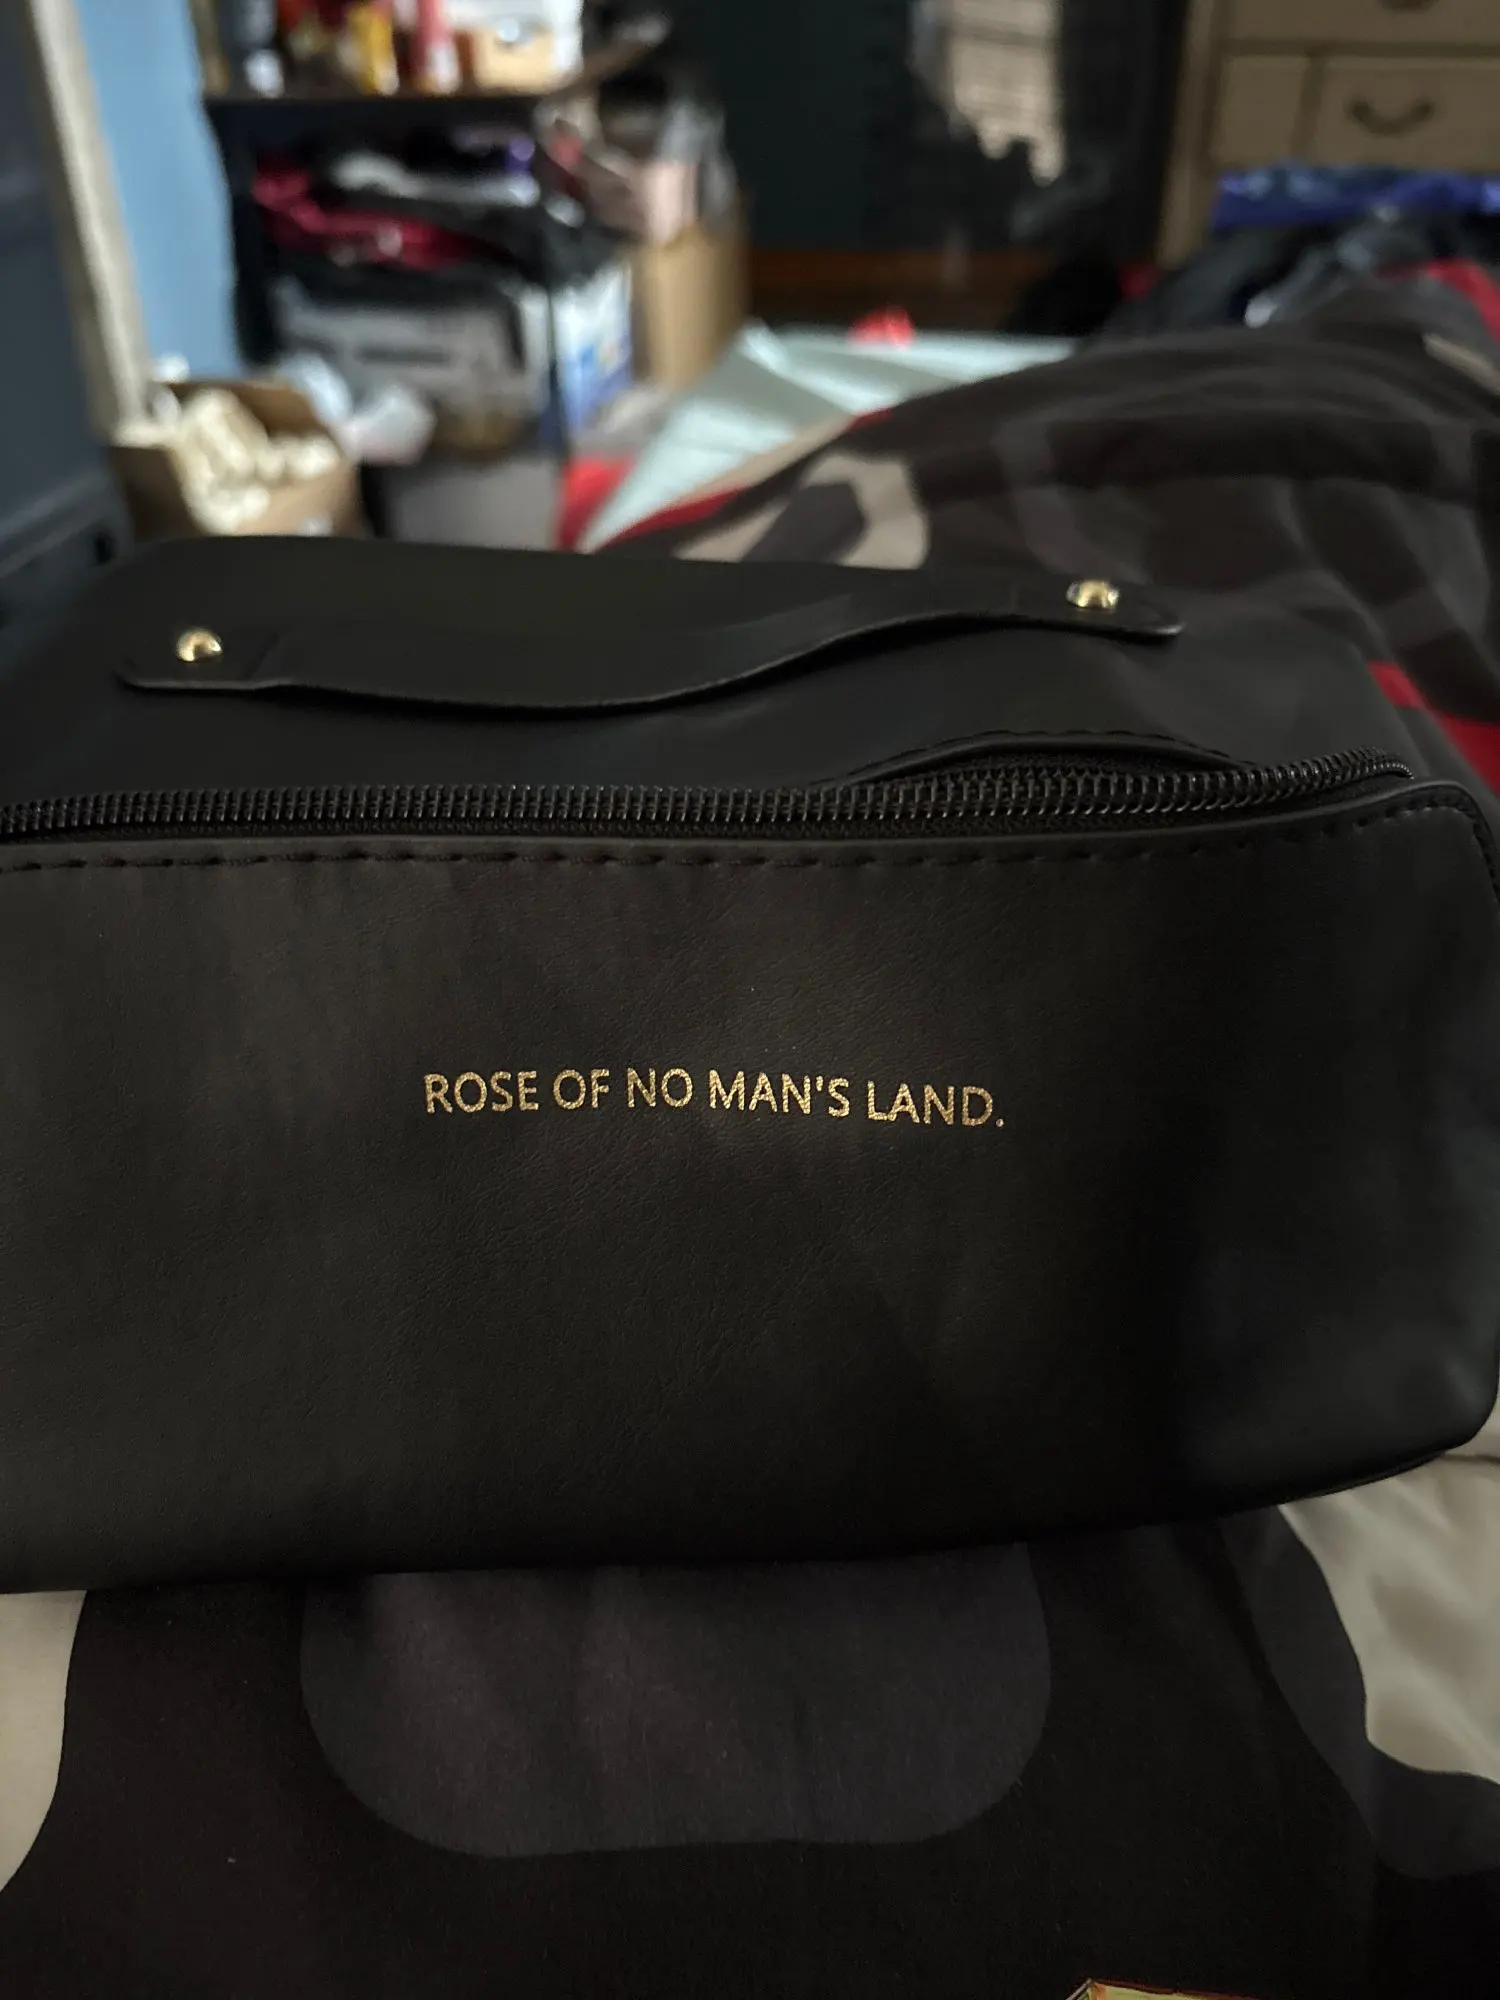 ROSE OF NO MAN'S LAND.